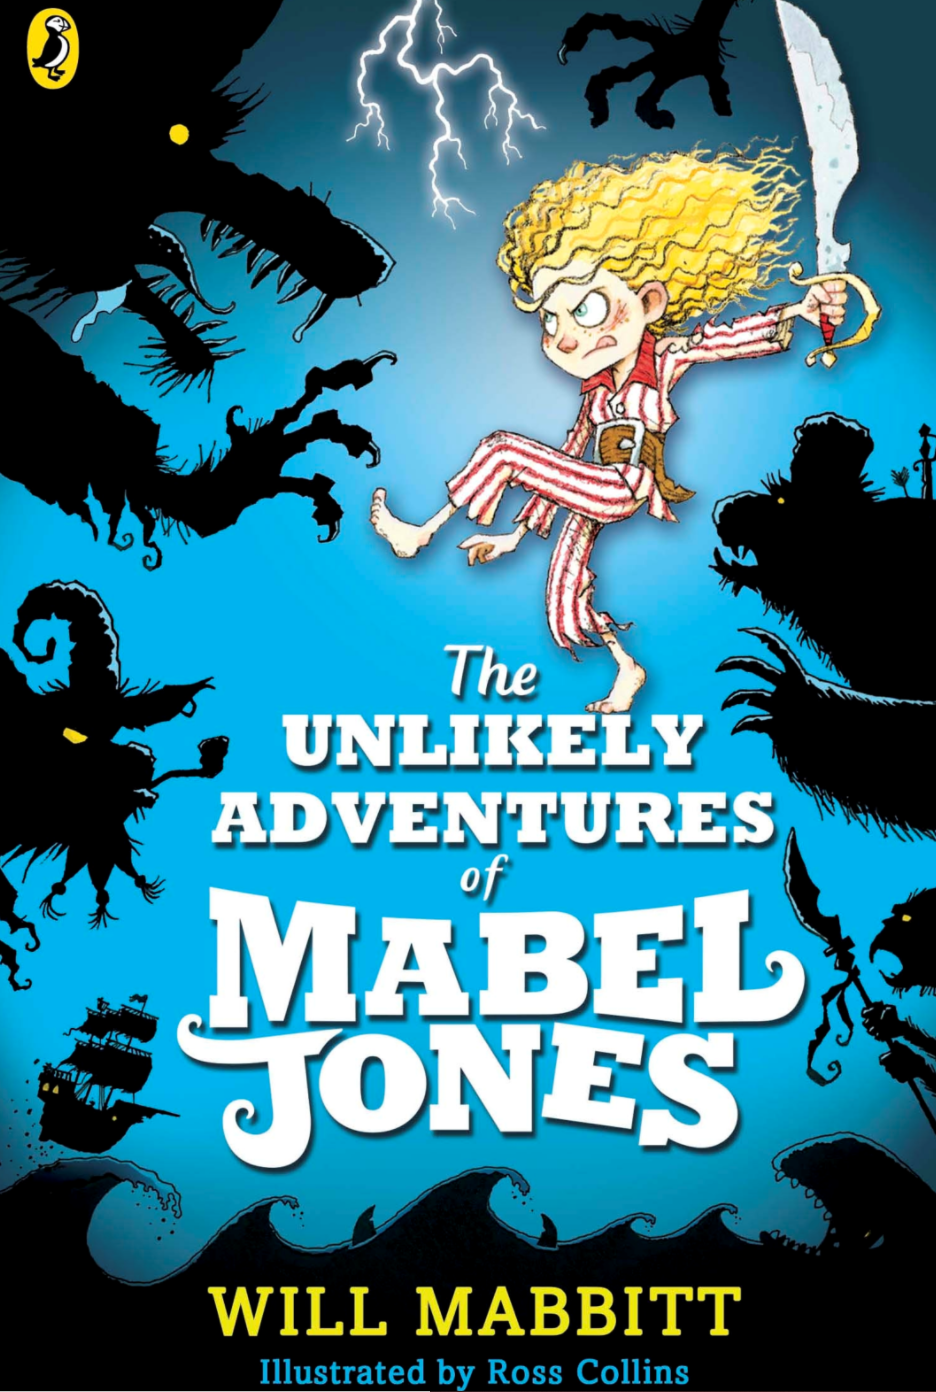 The
UNLIKELY
ADVENTURES
of
MABEL
JONES
WILL MABBITT
Illustrated by Ross Collins